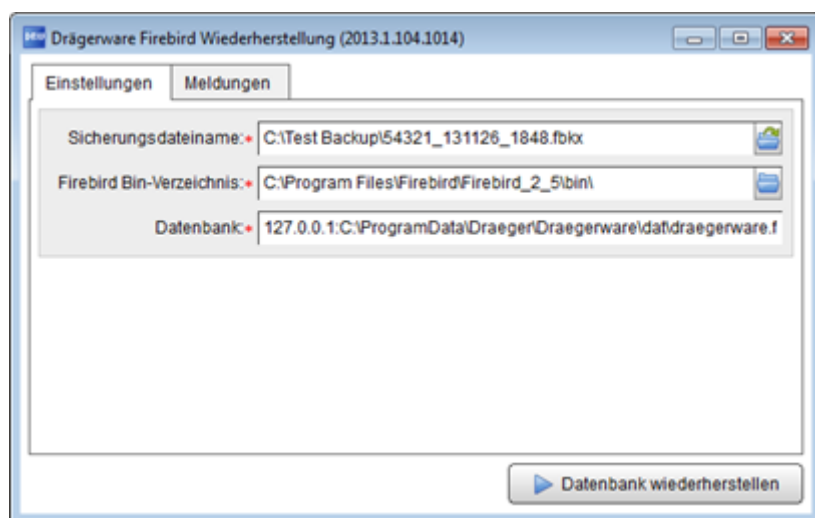 Drägerware Firebird Wiederherstellung (2013.1.104.1014)
Einstellungen Meldungen
Sicherungsdateiname:* C:\Test Backup\54321_131126_1848.fbkx
Firebird Bin-Verzeichnis:* C:\Program Files\Firebird\Firebird_2_5\bin\
Datenbank:* 127.0.0.1:C:\ProgramData\Draeger\Draegerware\dat\draegerware.f
Datenbank wiederherstellen